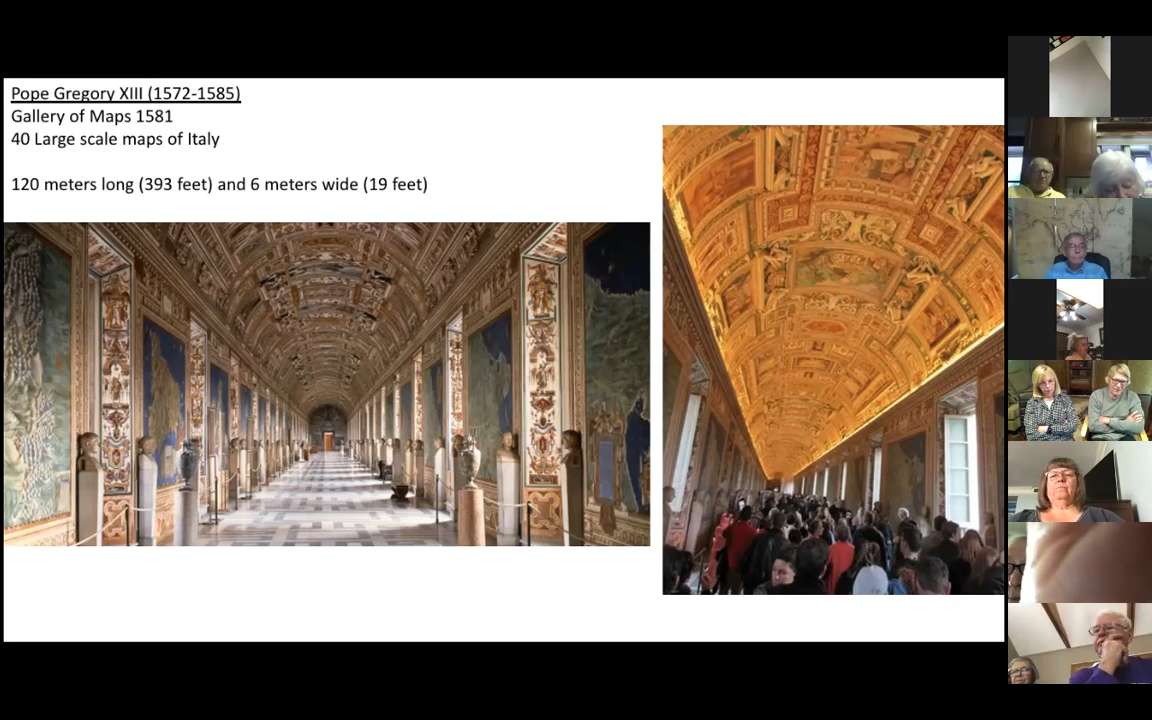 Pope Gregory XIII (1572-1585)
Gallery of Maps 1581
40 Large scale maps of Italy
120 meters long (393 feet) and 6 meters wide (19 feet)